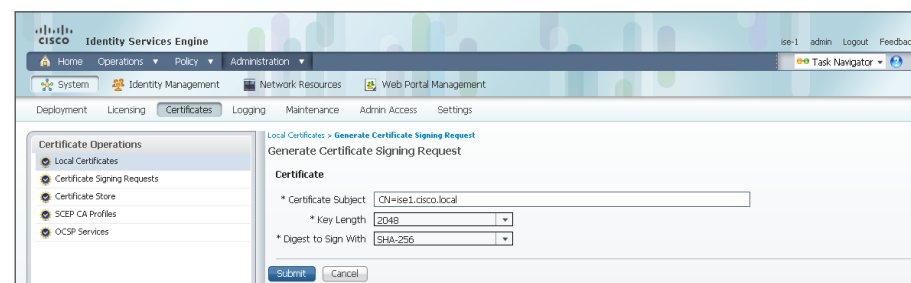 CISCO Identity Services Engine
ise-1 admin Logout Feedbac
Home Operations Policy Administration
Task Navigator
System Identity Management Network Resources Web Portal Management
Deployment Licensing Certificates Logging Maintenance Admin Access Settings
Certificate Operations
Local Certificates
Certificate Signing Requests
Certificate Store
SCEP CA Profiles
OCSP Services
Local Certificates > Generate Certificate Signing Request
Generate Certificate Signing Request
Certificate
* Certificate Subject CN=ise1.cisco.local
* Key Length 2048
* Digest to Sign With SHA-256
Submit Cancel